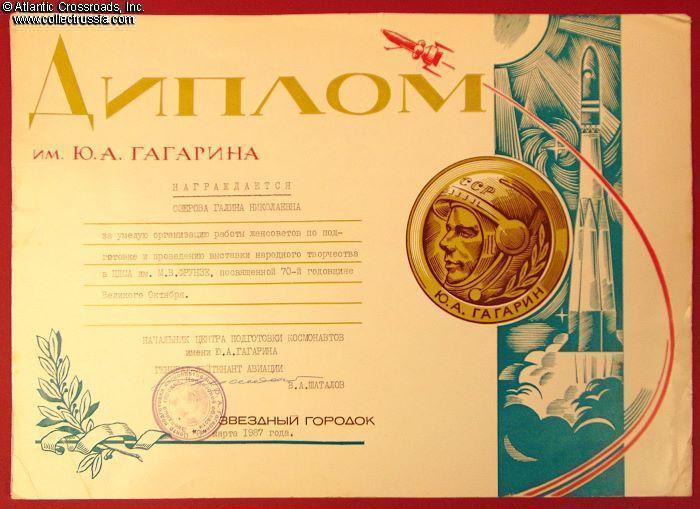 © Atlantic Crossroads, Inc.
www.collectrussia.com
ДИПЛОМ
ИМ. Ю.А. ГАГАРИНА
НАГРАЖДАЕТСЯ
ОЗЕРОВА ГАЛИНА НИКОЛАЕВНА
за умелую организацию работы женсоветов по под-
готовке и проведению выставки народного творчества
в ЦДСА им. М.В.ФРУНЗЕ, посвященной 70-й годовщине
Великого Октября.
НАЧАЛЬНИК ЦЕНТРА ПОДГОТОВКИ КОСМОНАВТОВ
имени Ю.А.ГАГАРИНА
ГЕНЕРАЛ-ЛЕЙТЕНАНТ АВИАЦИИ
В.А.ШАТАЛОВ
ЗВЕЗДНЫЙ ГОРОДОК
марта 1987 года.
СССР
Ю.А. ГАГАРИН